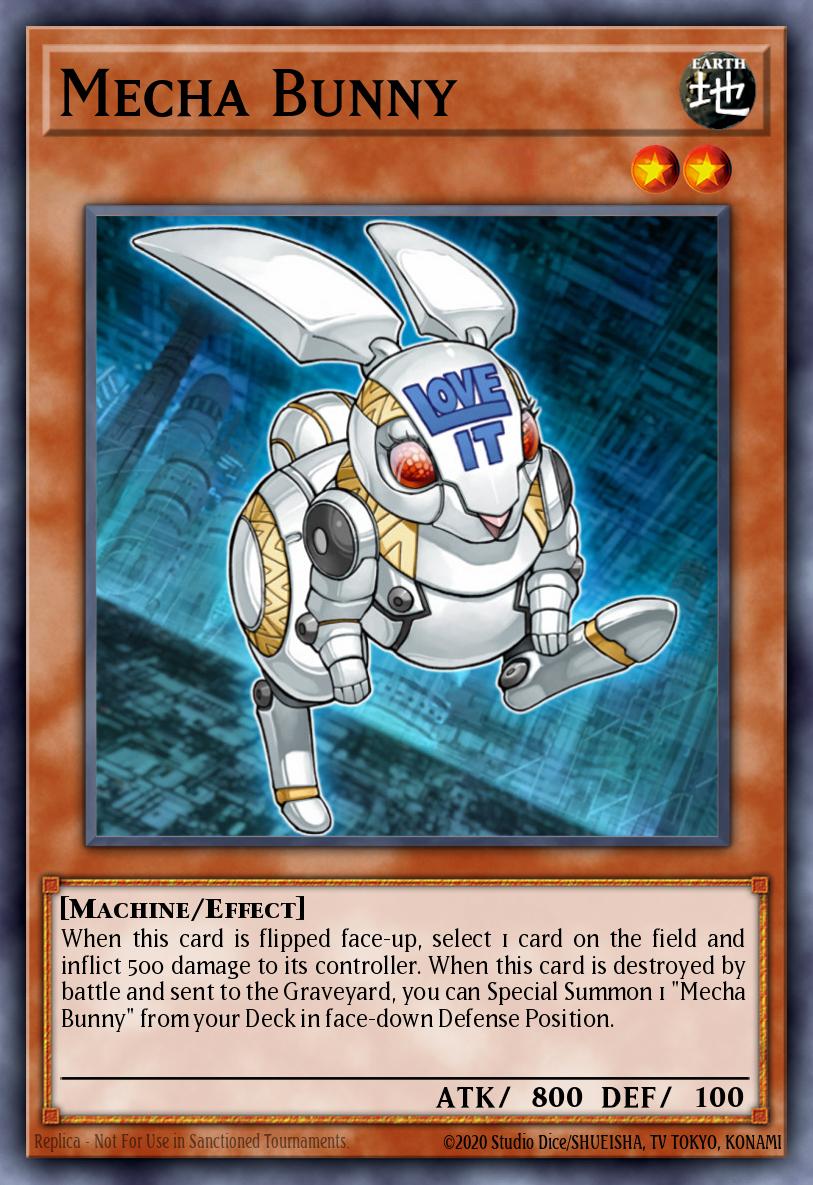 Mecha Bunny
EARTH
地
LOVE
IT
[Machine/Effect]
When this card is flipped face-up, select 1 card on the field and
inflict 500 damage to its controller. When this card is destroyed by
battle and sent to the Graveyard, you can Special Summon 1 "Mecha
Bunny" from your Deck in face-down Defense Position.
ATK/ 800 DEF/ 100
Replica - Not For Use in Sanctioned Tournaments.
©2020 Studio Dice/SHUEISHA, TV TOKYO, KONAMI